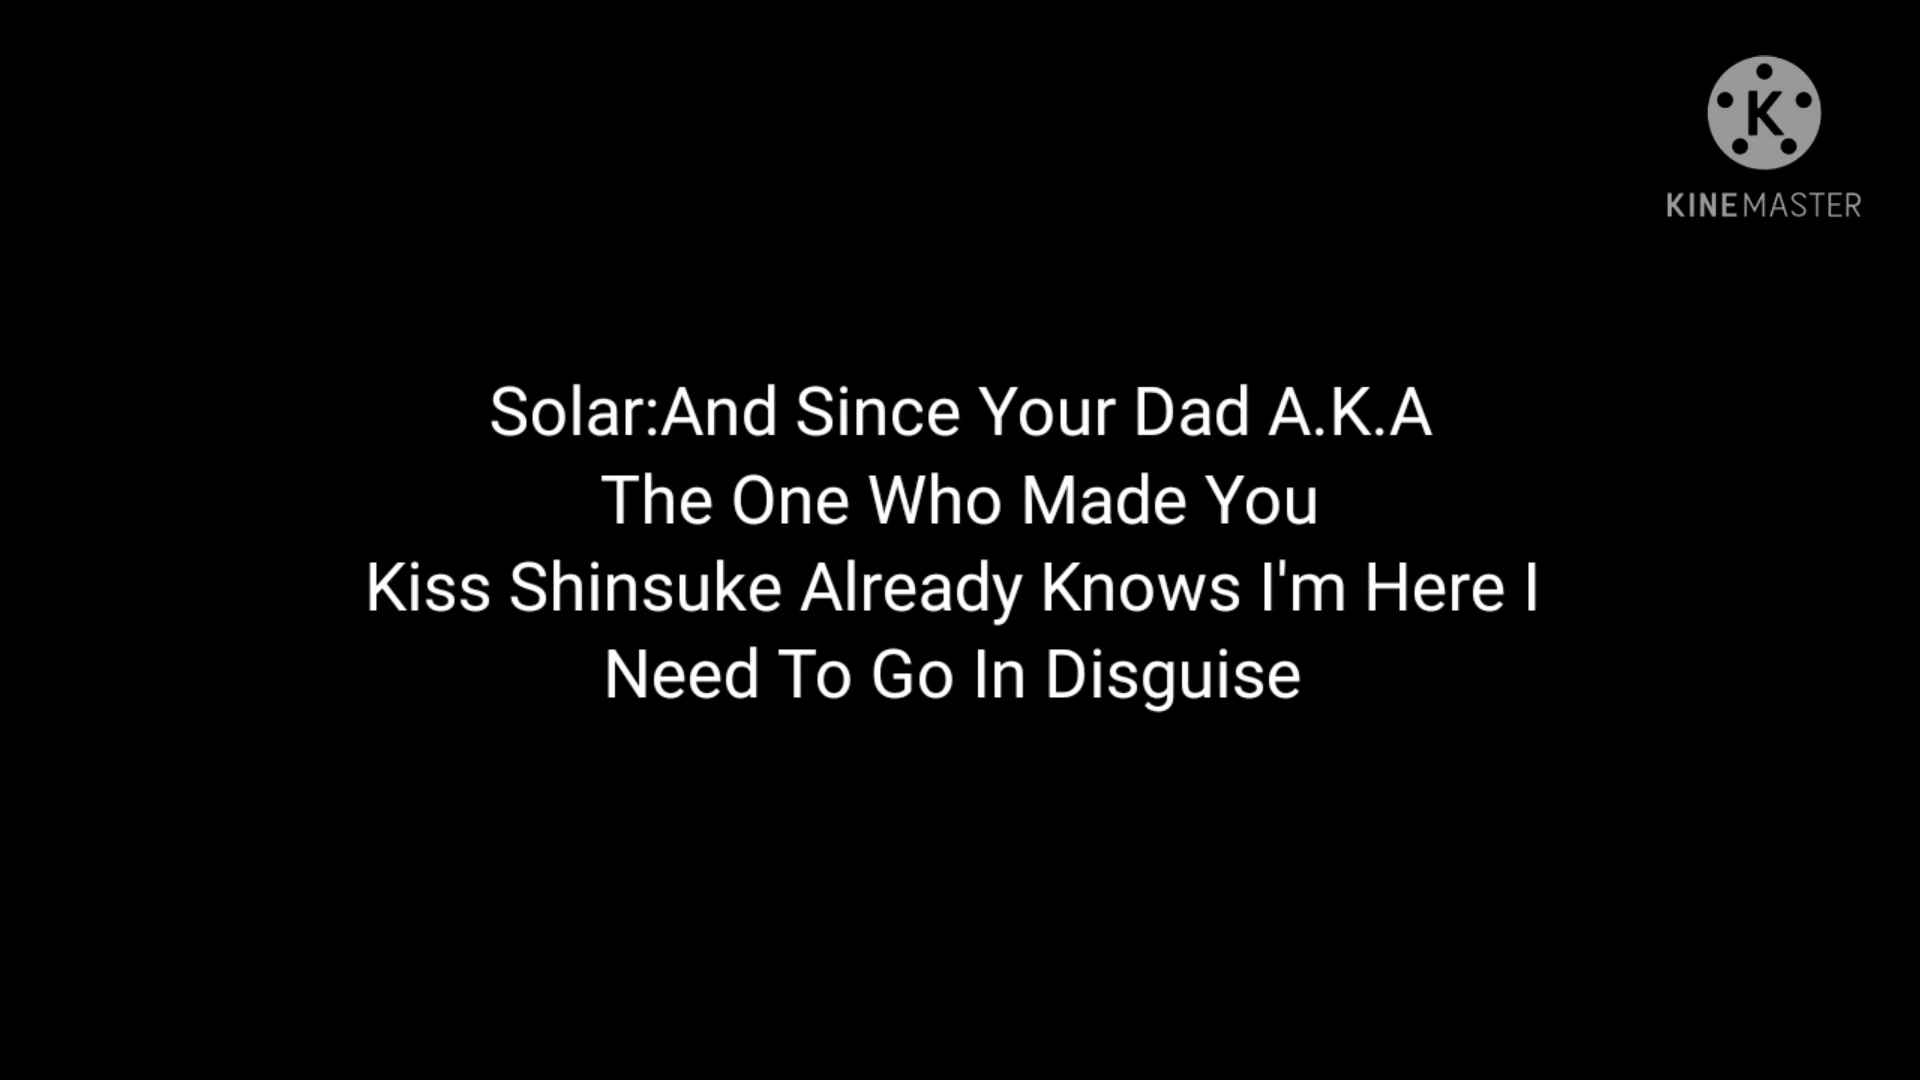 K
KINEMASTER
Solar:And Since Your Dad A.K.A
The One Who Made You
Kiss Shinsuke Already Knows I'm Here I
Need To Go In Disguise